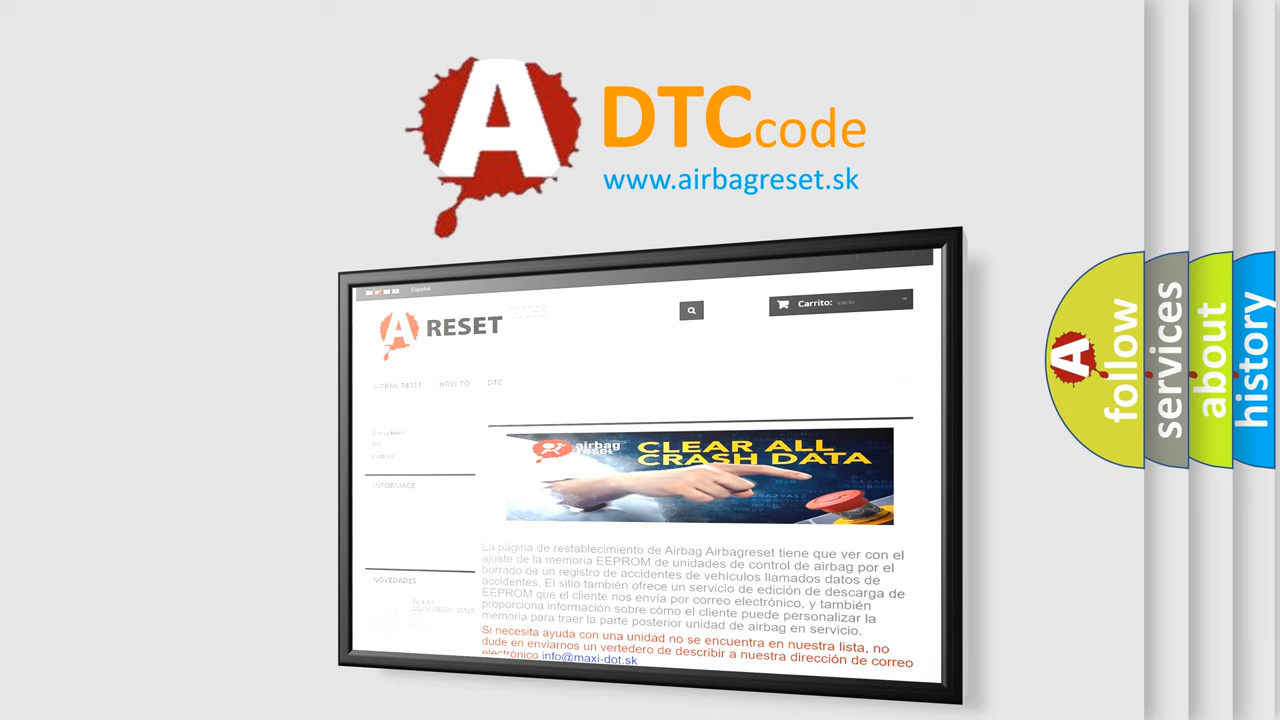 A
DTCcode
www.airbagreset.sk
Español
A RESET
Carrito: vacío
AIRBAG RESET HOW TO DTC
INFORMACE
airbag
reset
CLEAR ALL
CRASH DATA
La página de restablecimiento de Airbag Airbagreset tiene que ver con el
ajuste de la memoria EEPROM de unidades de control de airbag por el
borrado de un registro de accidentes de vehículos llamados datos de
accidentes. El sitio también ofrece un servicio de edición de descarga de
EEPROM que el cliente nos envía por correo electrónico, y también
proporciona información sobre cómo el cliente puede personalizar la
memoria para traer la parte posterior unidad de airbag en servicio.
Si necesita ayuda con una unidad no se encuentra en nuestra lista, no
dude en enviarnos un vertedero de describir a nuestra dirección de correo
electrónico info@maxi-dot.sk
NOVEDADES
A
follow
services
about
history